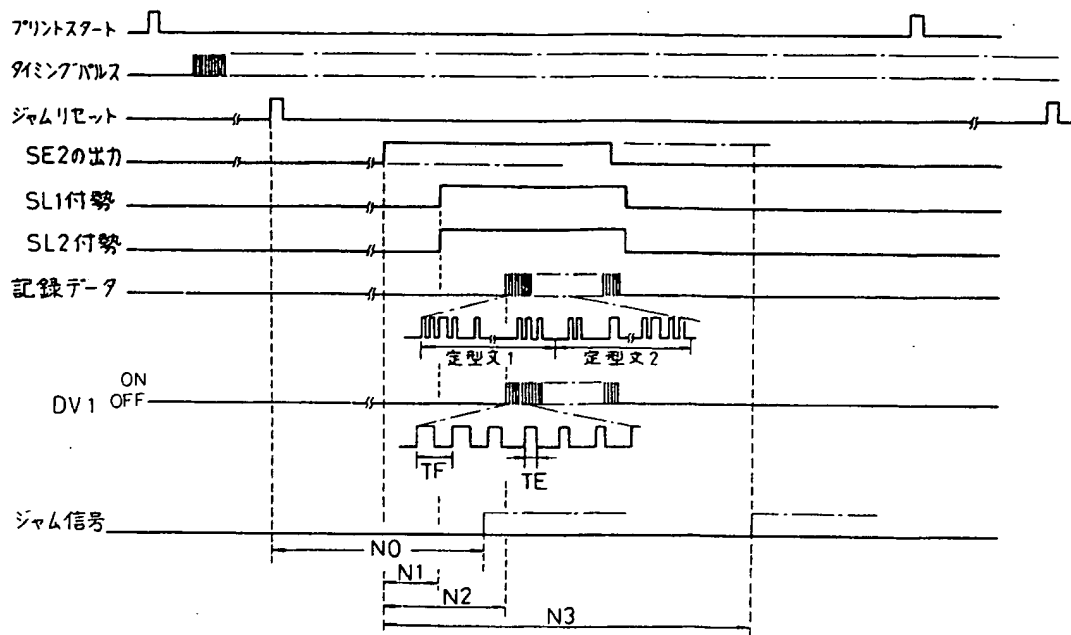 プリントスタート
タイミングパルス
ジャムリセット
SE2の出力
SL1付勢
SL2付勢
記録データ
定型文1 定型文2
DV1 ON OFF
TF TE
ジャム信号
N0
N1
N2
N3